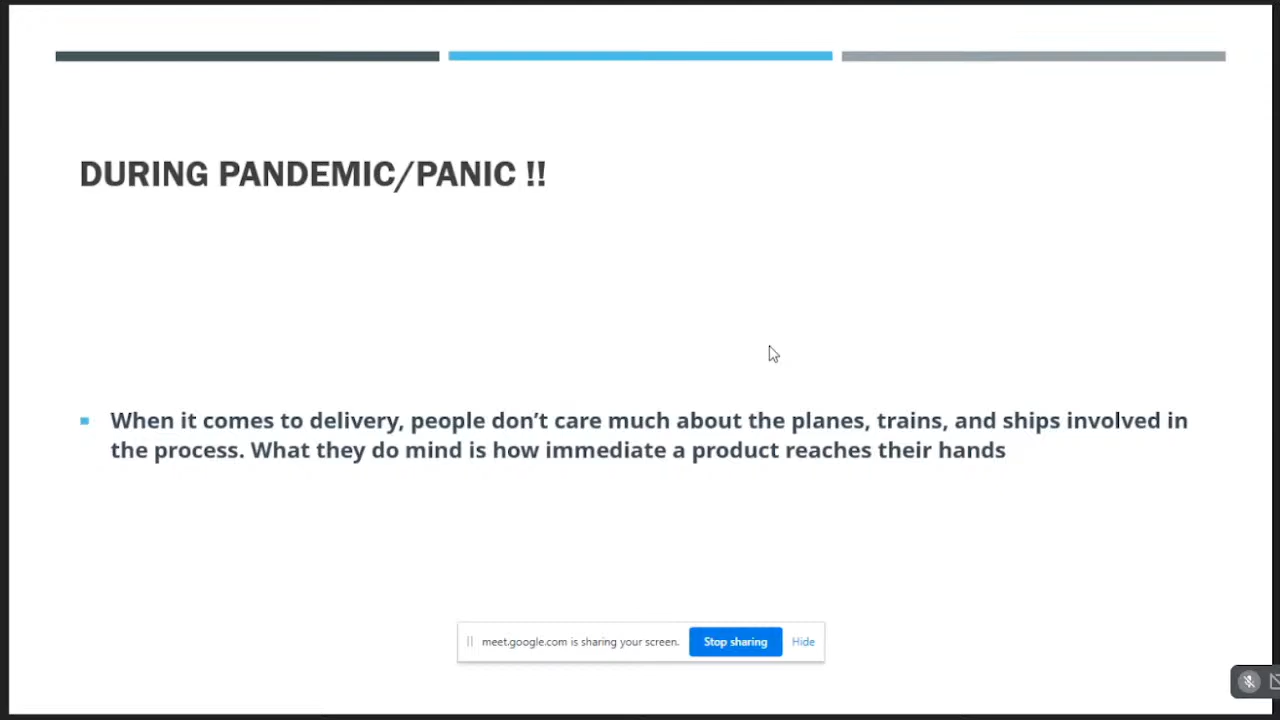 DURING PANDEMIC/PANIC !!
When it comes to delivery, people don’t care much about the planes, trains, and ships involved in
the process. What they do mind is how immediate a product reaches their hands
meet.google.com is sharing your screen. Stop sharing Hide